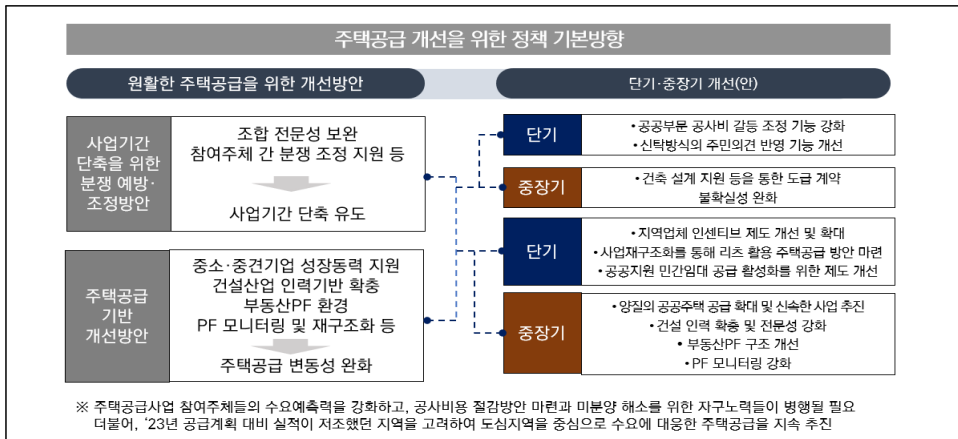 주택공급 개선을 위한 정책 기본방향
원활한 주택공급을 위한 개선방안
단기·중장기 개선(안)
사업기간
단축을 위한
분쟁 예방·
조정방안
조합 전문성 보완
참여주체 간 분쟁 조정 지원 등
사업기간 단축 유도
단기
• 공공부문 공사비 갈등 조정 기능 강화
• 신탁방식의 주민의견 반영 기능 개선
중장기
• 건축 설계 지원 등을 통한 도급 계약
불확실성 완화
주택공급
기반
개선방안
중소·중견기업 성장동력 지원
건설산업 인력기반 확충
부동산PF 환경
PF 모니터링 및 재구조화 등
주택공급 변동성 완화
단기
• 지역업체 인센티브 제도 개선 및 확대
• 사업재구조화를 통해 리츠 활용 주택공급 방안 마련
• 공공지원 민간임대 공급 활성화를 위한 제도 개선
중장기
• 양질의 공공주택 공급 확대 및 신속한 사업 추진
• 건설 인력 확충 및 전문성 강화
• 부동산PF 구조 개선
• PF 모니터링 강화
※ 주택공급사업 참여주체들의 수요예측력을 강화하고, 공사비용 절감방안 마련과 미분양 해소를 위한 자구노력들이 병행될 필요
더불어, ‘23년 공급계획 대비 실적이 저조했던 지역을 고려하여 도심지역을 중심으로 수요에 대응한 주택공급을 지속 추진